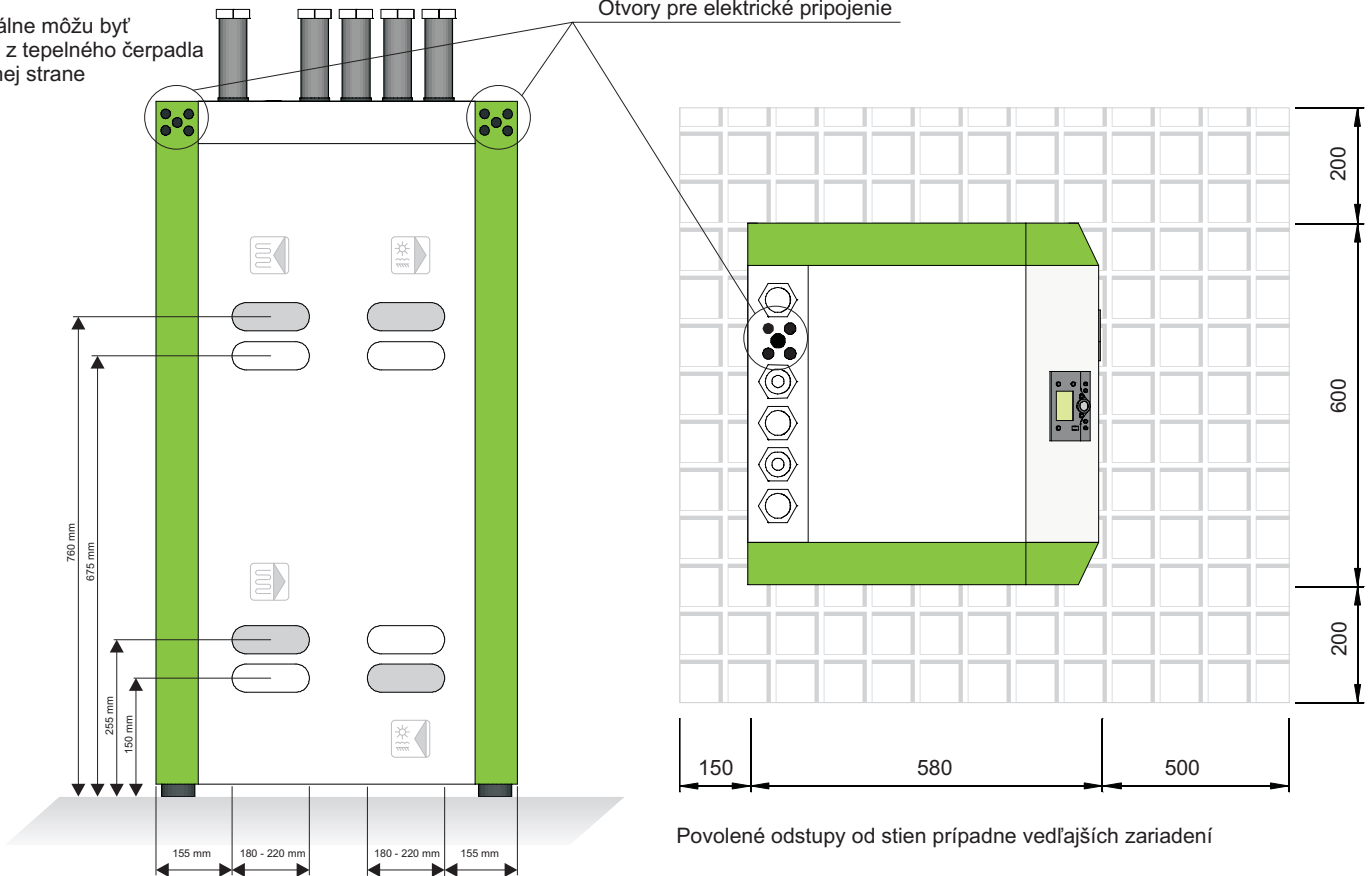 álne môžu byť
z tepelného čerpadla
nej strane
Otvory pre elektrické pripojenie
760 mm
675 mm
255 mm
150 mm
155 mm
180 - 220 mm
180 - 220 mm
155 mm
200
600
200
150
580
500
Povolené odstupy od stien prípadne vedľajších zariadení